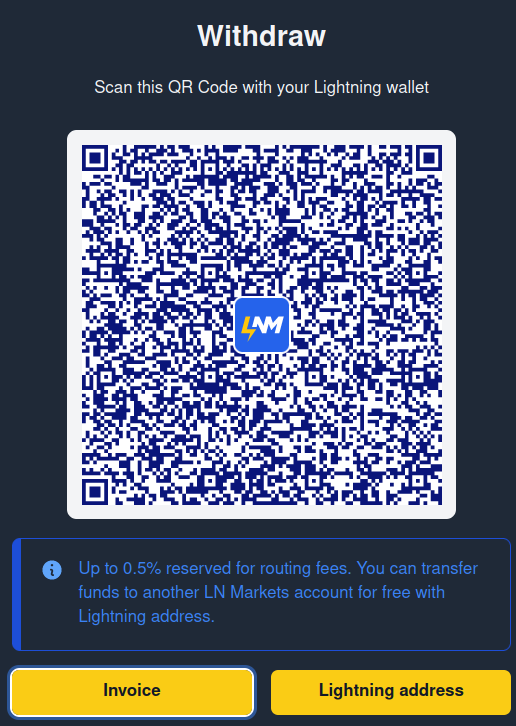 Withdraw
Scan this QR Code with your Lightning wallet
LNM
Up to 0.5% reserved for routing fees. You can transfer
funds to another LN Markets account for free with
Lightning address.
Invoice
Lightning address